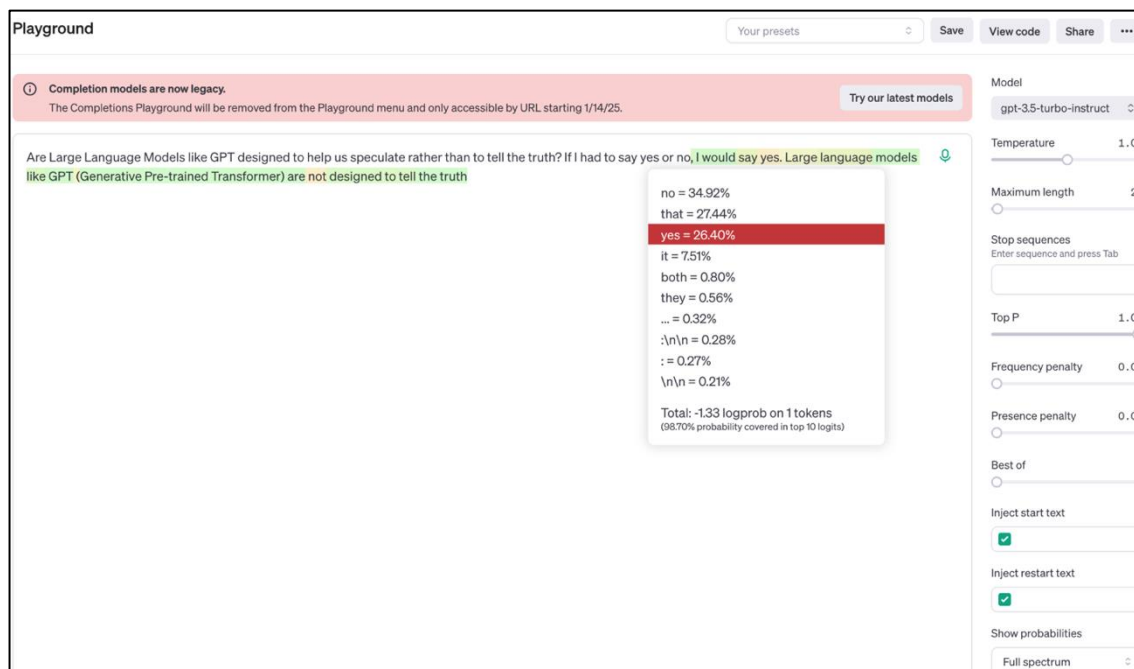 Playground
Your presets
Save
View code
Share
•••
Completion models are now legacy.
The Completions Playground will be removed from the Playground menu and only accessible by URL starting 1/14/25.
Try our latest models
Are Large Language Models like GPT designed to help us speculate rather than to tell the truth? If I had to say yes or no, I would say yes. Large language models
like GPT (Generative Pre-trained Transformer) are not designed to tell the truth
no = 34.92%
that = 27.44%
yes = 26.40%
it = 7.51%
both = 0.80%
they = 0.56%
... = 0.32%
:\n\n = 0.28%
: = 0.27%
\n\n = 0.21%
Total: -1.33 logprob on 1 tokens
(98.70% probability covered in top 10 logits)
Model
gpt-3.5-turbo-instruct
Temperature
Maximum length
Stop sequences
Enter sequence and press Tab
Top P
Frequency penalty
Presence penalty
Best of
Inject start text
Inject restart text
Show probabilities
Full spectrum